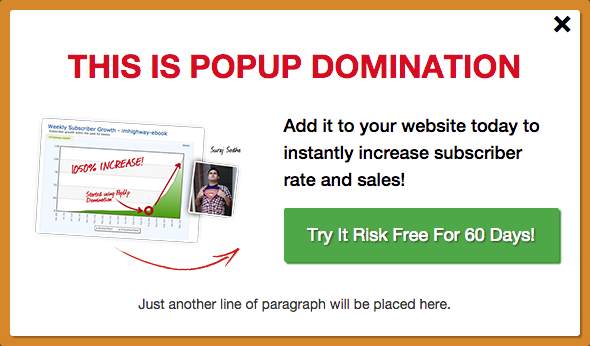 THIS IS POPUP DOMINATION
Weekly Subscriber Growth - imhighway-ebook
1050% INCREASE!
Started using PopUp
Domination
Suraj Sodha
Add it to your website today to
instantly increase subscriber
rate and sales!
Try It Risk Free For 60 Days!
Just another line of paragraph will be placed here.